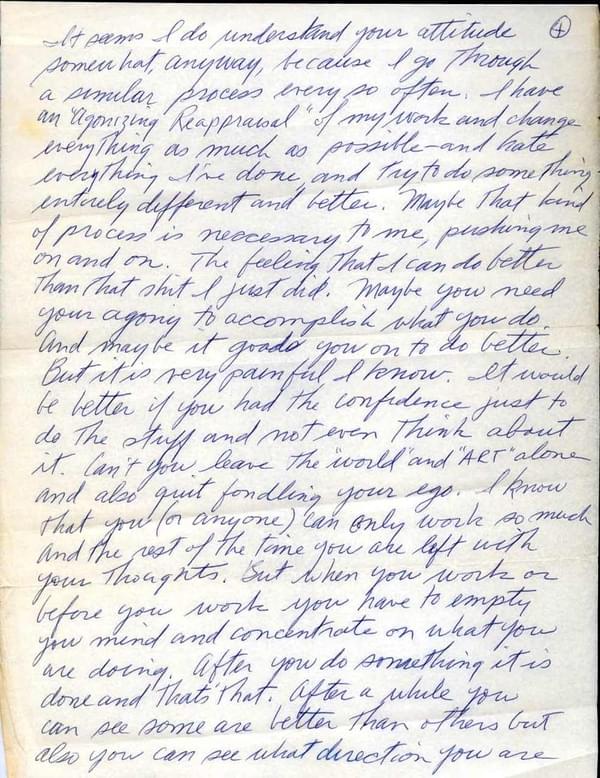 It seems I do understand your attitude ④
somewhat, anyway, because I go through
a similar process every so often. I have
an "Agonizing Reappraisal" of my work and change
everything as much as possible—and hate
everything I've done, and try to do something
entirely different and better. Maybe that kind
of process is neccessary to me, pushing me
on and on. The feeling that I can do better
than that shit I just did. Maybe you need
your agony to accomplish what you do.
And maybe it goads you on to do better.
But it is very painful I know. It would
be better if you had the confidence just to
do the stuff and not even think about
it. Can't you leave the "world" and "ART" alone
and also quit fondling your ego. I know
that you (or anyone) can only work so much
and the rest of the time you are left with
your thoughts. But when you work or
before you work you have to empty
you mind and concentrate on what you
are doing. After you do something it is
done and that's that. After a while you
can see some are better than others but
also you can see what direction you are